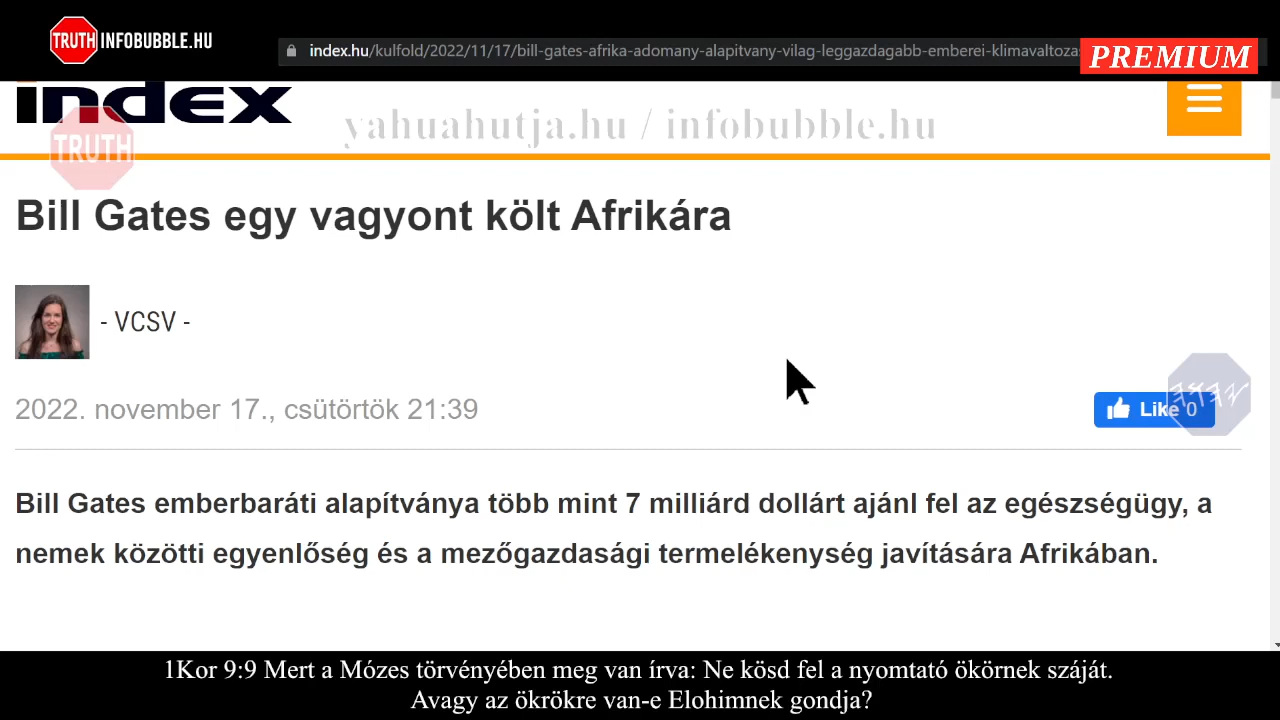 TRUTH INFOBUBBLE.HU
index.hu/kulfold/2022/11/17/bill-gates-afrika-adomany-alapitvany-vilag-leggazdagabb-emberei-klimavaltozas
PREMIUM
index
TRUTH
yahuahutja.hu / infobubble.hu
Bill Gates egy vagyont költ Afrikára
- VCSV -
2022. november 17., csütörtök 21:39
Like 0
Bill Gates emberbaráti alapítványa több mint 7 milliárd dollárt ajánl fel az egészségügy, a
nemek közötti egyenlőség és a mezőgazdasági termelékenység javítására Afrikában.
1Kor 9:9 Mert a Mózes törvényében meg van írva: Ne kösd fel a nyomtató ökörnek száját.
Avagy az ökrökre van-e Elohimnek gondja?